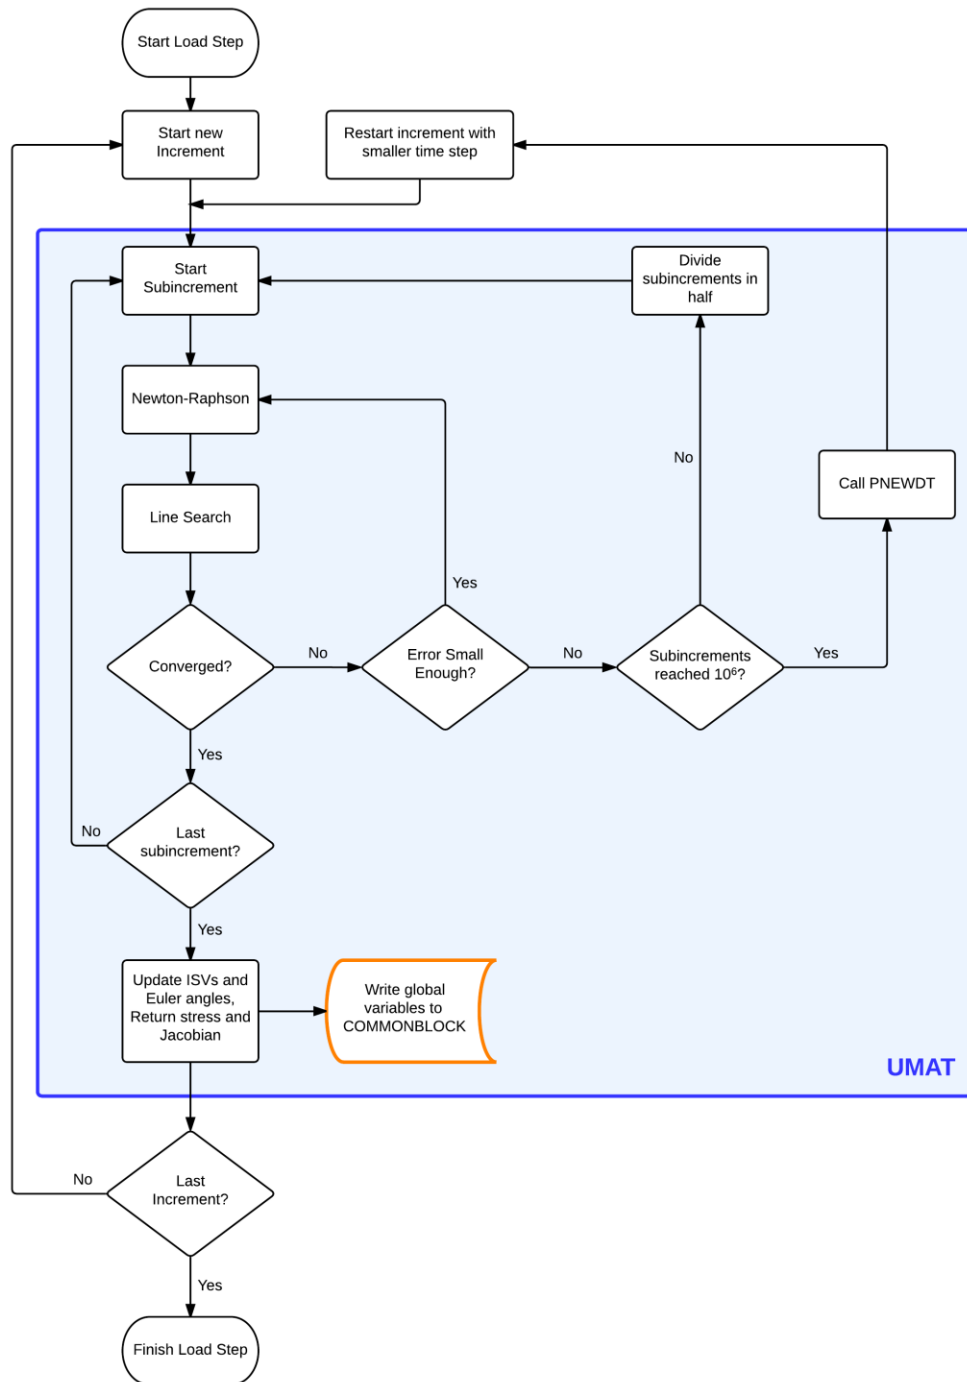 Start Load Step
Start new
Increment
Restart increment with
smaller time step
Start
Subincrement
Divide
subincrements in
half
Newton-Raphson
No
Call PNEWDT
Line Search
Yes
Converged?
No
Error Small
Enough?
No
Subincrements
reached 10⁶?
Yes
Yes
No
Last
subincrement?
Yes
Update ISVs and
Euler angles,
Return stress and
Jacobian
Write global
variables to
COMMONBLOCK
UMAT
No
Last
Increment?
Yes
Finish Load Step